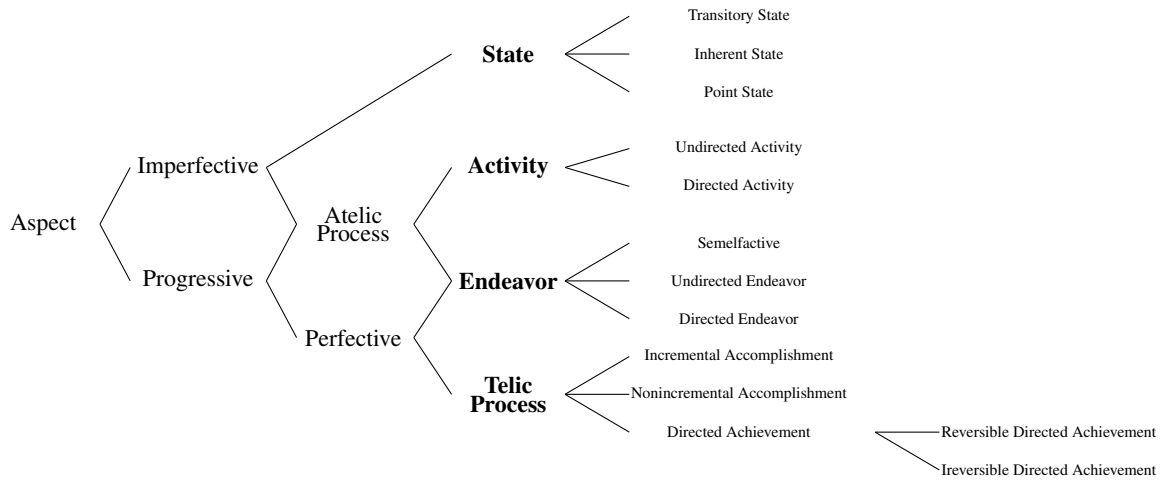 Transitory State
State
Inherent State
Point State
Imperfective
Activity
Undirected Activity
Directed Activity
Aspect
Atelic
Process
Progressive
Semelfactive
Endeavor
Undirected Endeavor
Directed Endeavor
Perfective
Incremental Accomplishment
Telic
Process
Nonincremental Accomplishment
Directed Achievement
Reversible Directed Achievement
Ireversible Directed Achievement